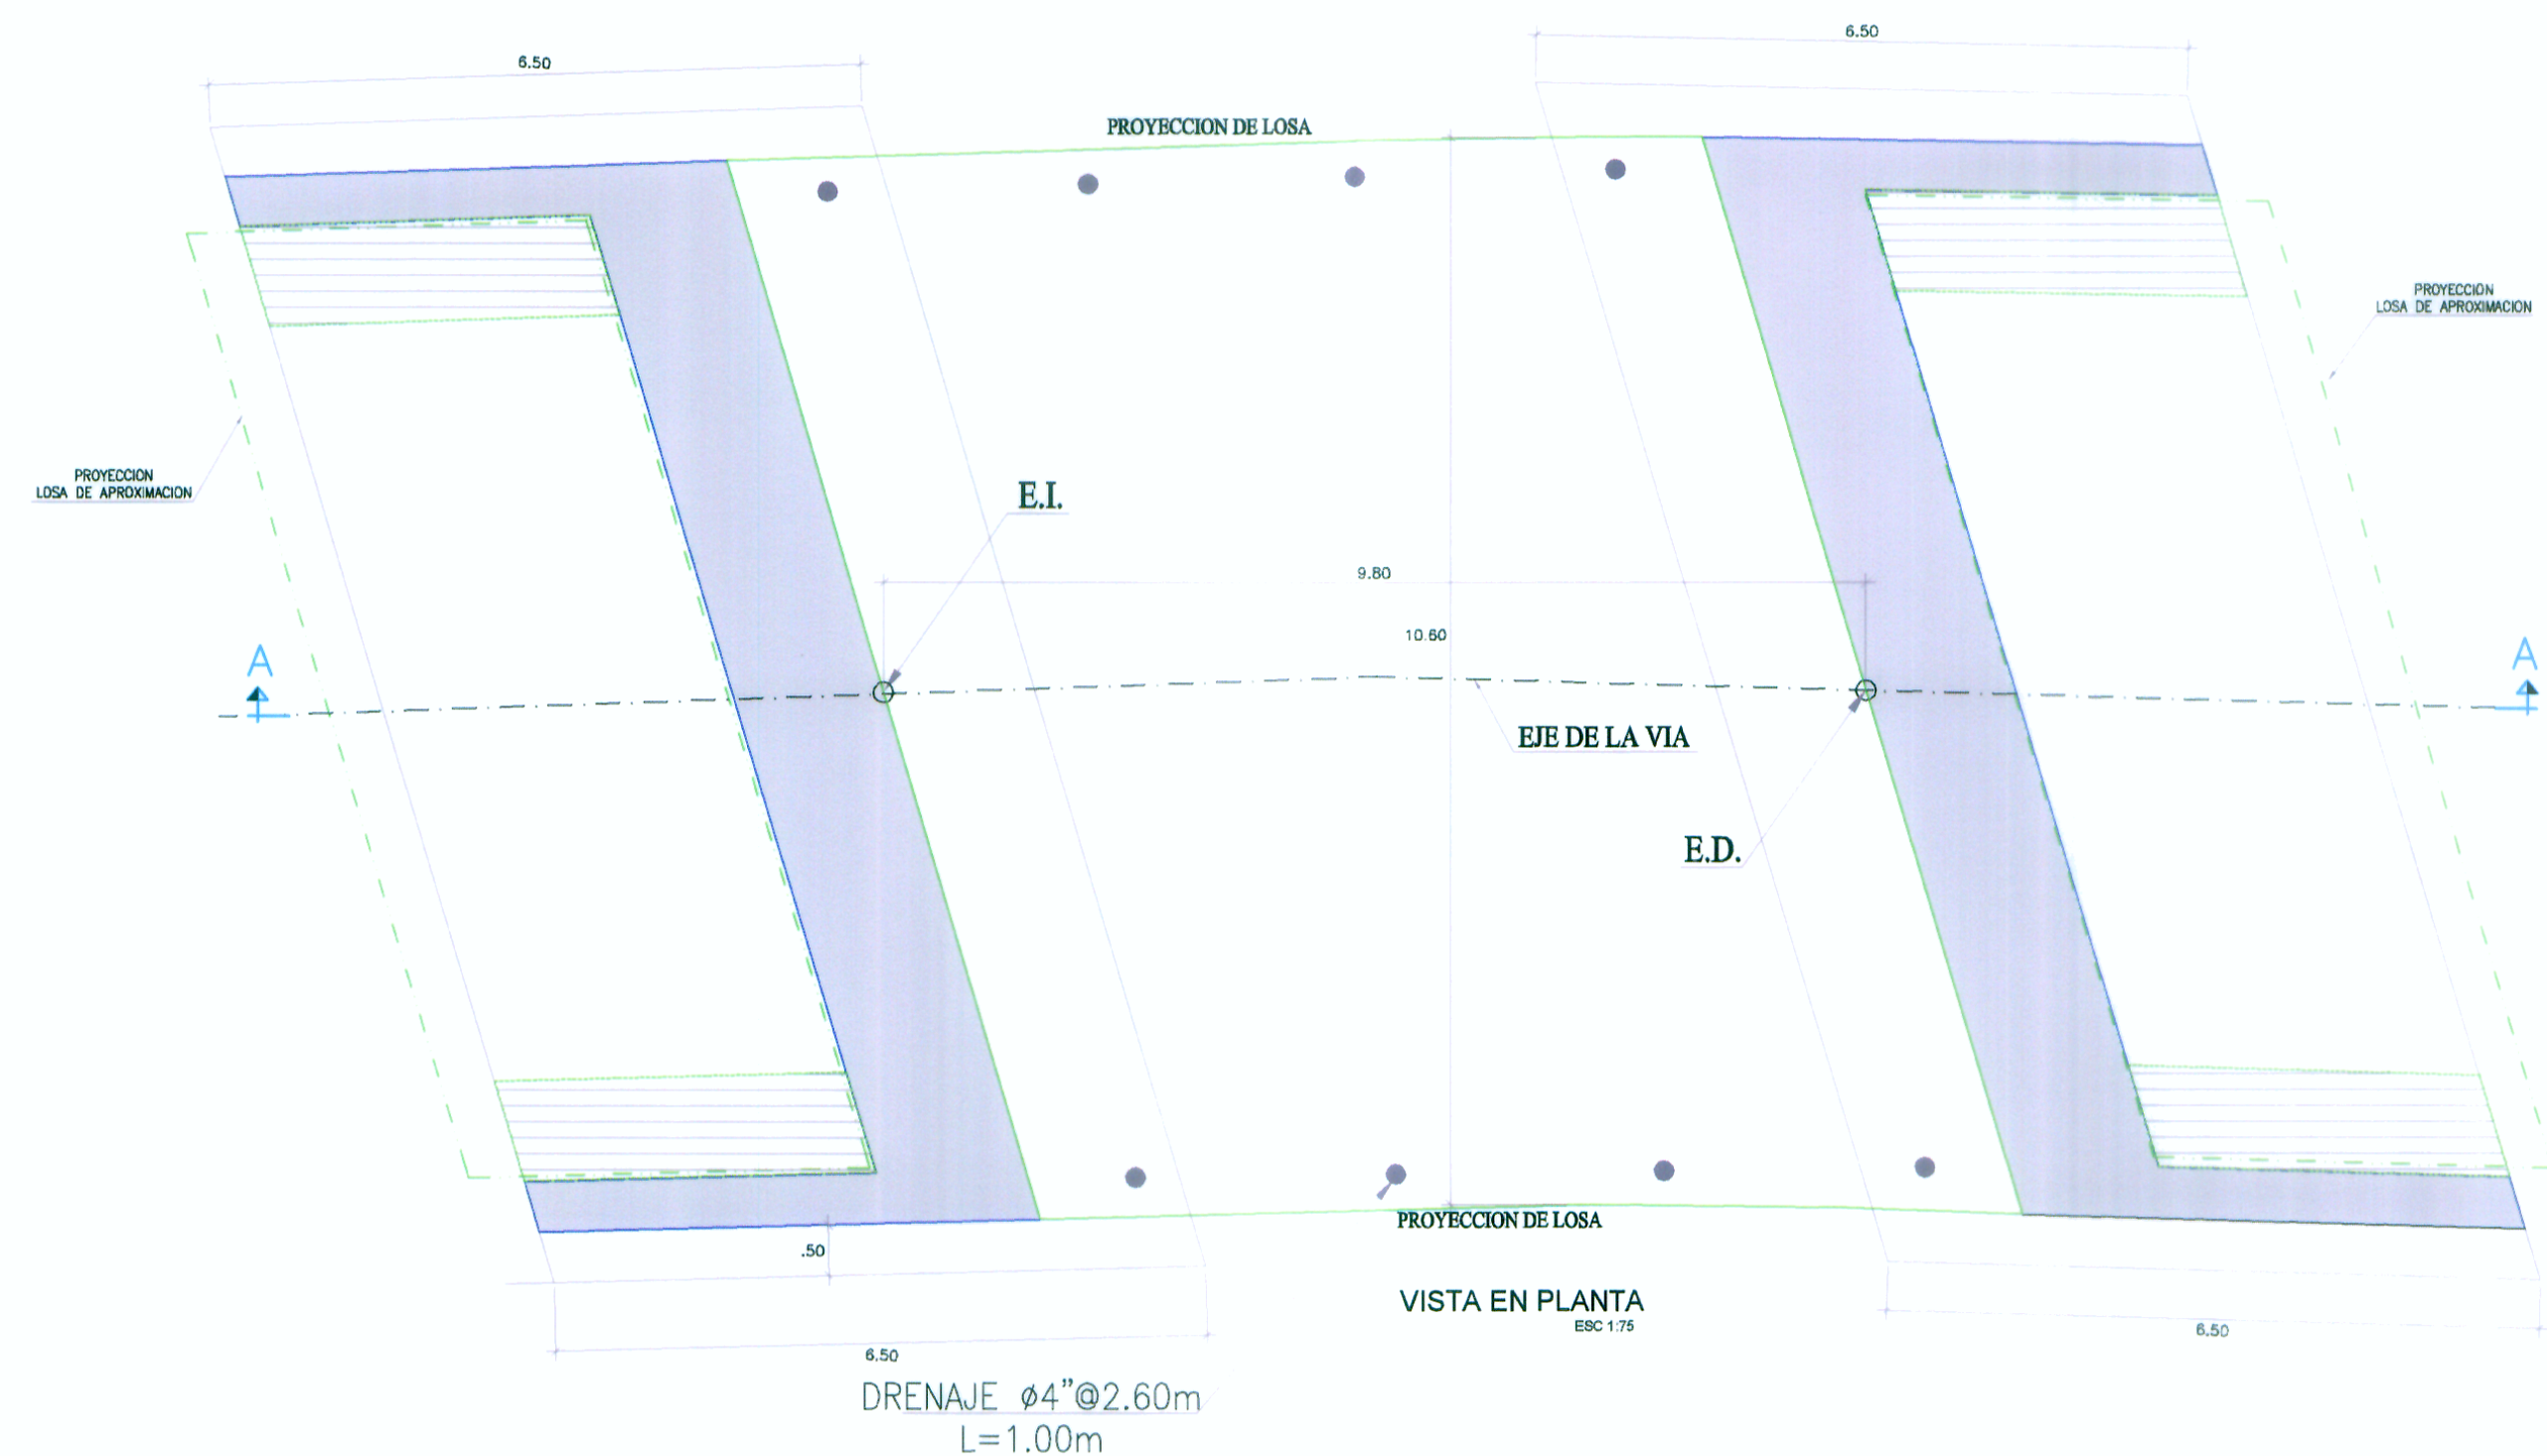 6.50
6.50
PROYECCION DE LOSA
PROYECCION
LOSA DE APROXIMACION
PROYECCION
LOSA DE APROXIMACION
E.I.
9.80
10.60
A
A
EJE DE LA VIA
E.D.
PROYECCION DE LOSA
.50
VISTA EN PLANTA
ESC 1:75
6.50
6.50
DRENAJE ø4"@2.60m
L=1.00m